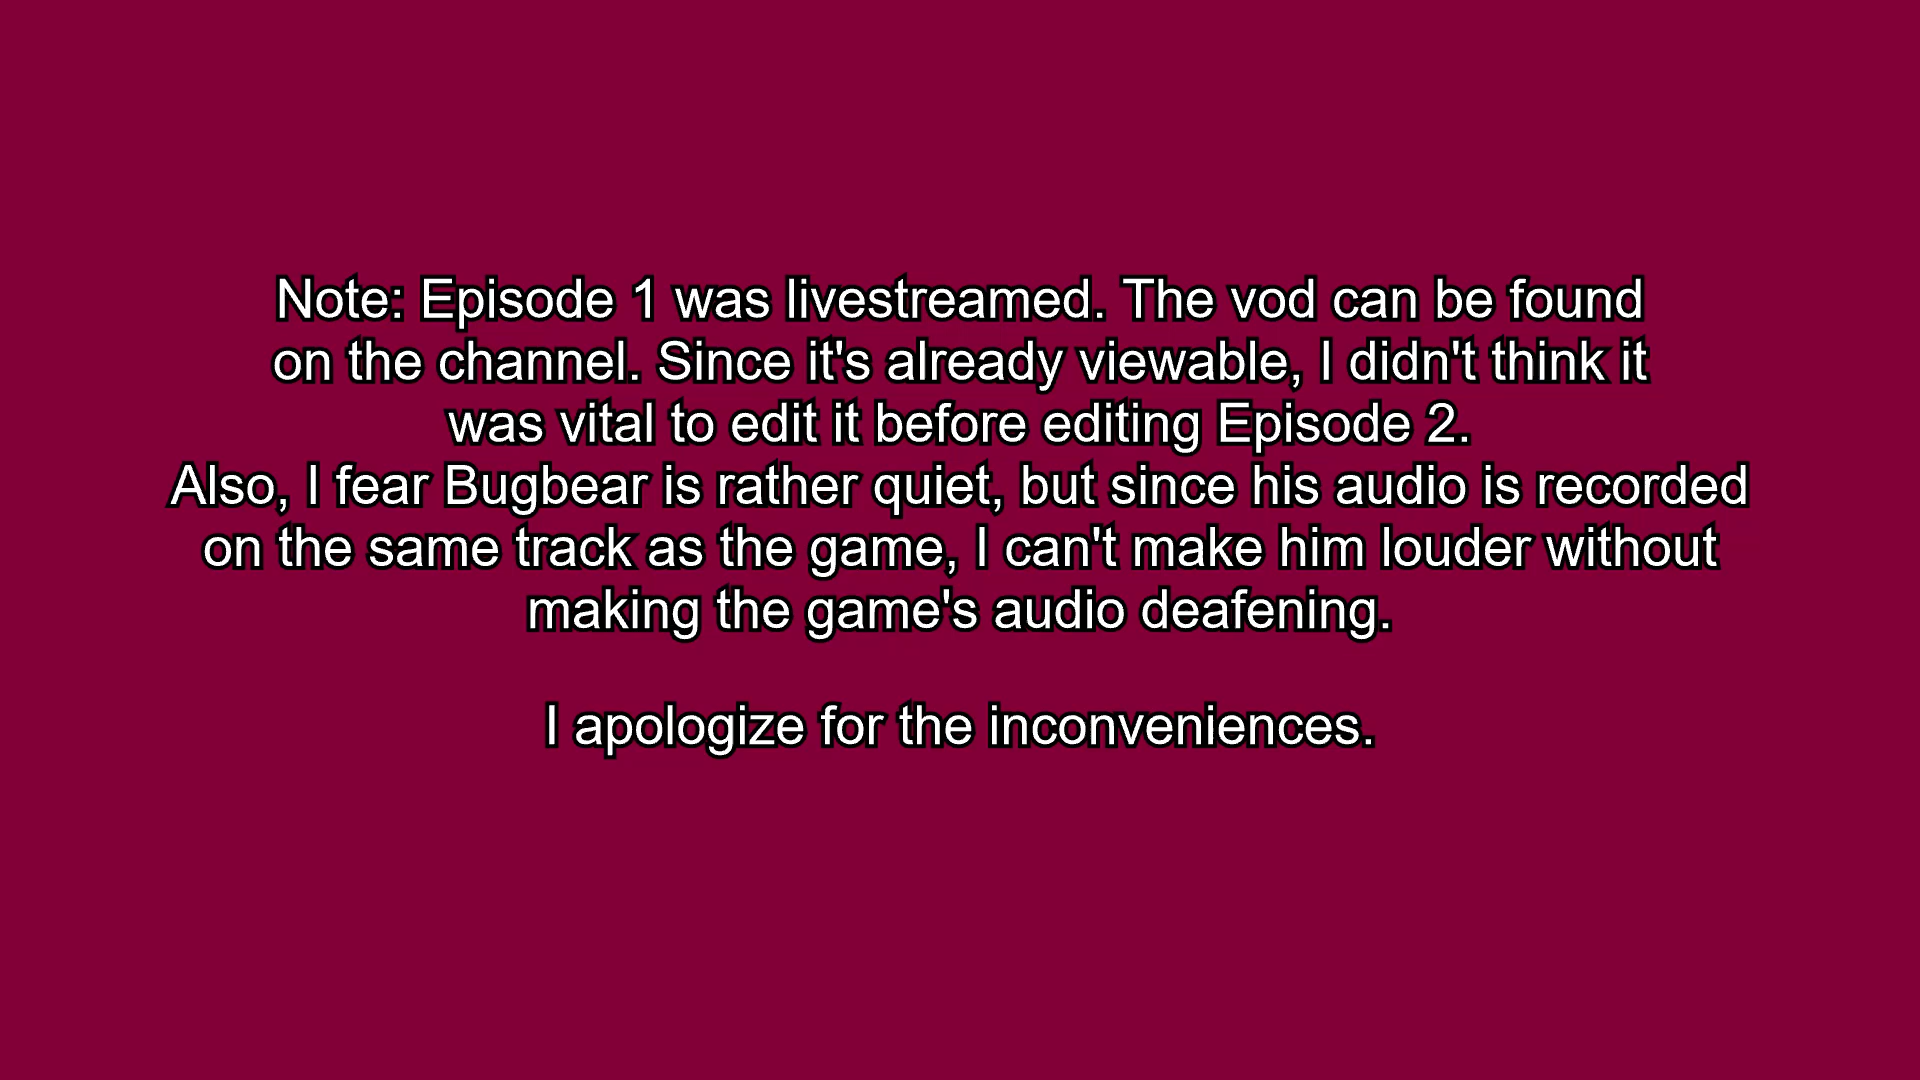 Note: Episode 1 was livestreamed. The vod can be found
on the channel. Since it's already viewable, I didn't think it
was vital to edit it before editing Episode 2.
Also, I fear Bugbear is rather quiet, but since his audio is recorded
on the same track as the game, I can't make him louder without
making the game's audio deafening.
I apologize for the inconveniences.